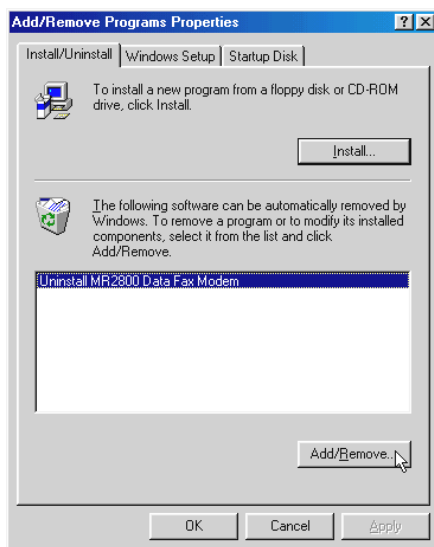 Add/Remove Programs Properties
Install/Uninstall Windows Setup Startup Disk
To install a new program from a floppy disk or CD-ROM
drive, click Install.
Install...
The following software can be automatically removed by
Windows. To remove a program or to modify its installed
components, select it from the list and click
Add/Remove.
Uninstall MR2800 Data Fax Modem
Add/Remove...
OK Cancel Apply